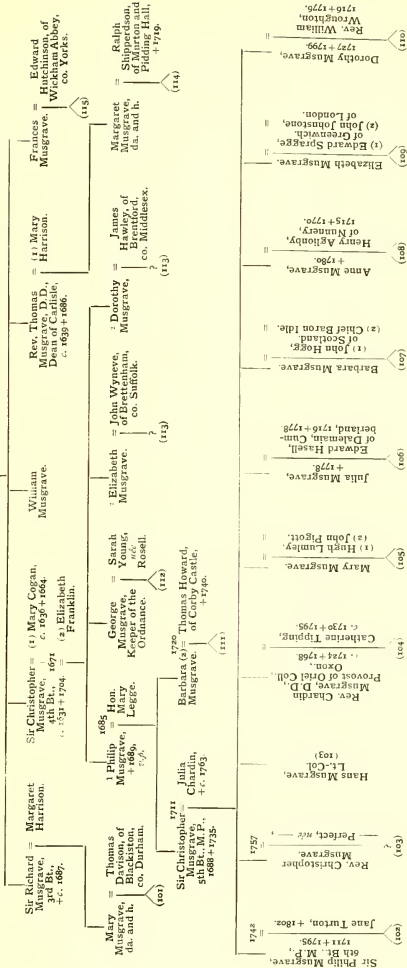 Sir Richard = Margaret
Musgrave, Harrison.
3rd Bt.,
+c. 1687.
Sir Christopher = (1) Mary Cogan,
Musgrave, c. 1636 + 1664.
4th Bt., 1671
c. 1631 + 1704. = (2) Elizabeth
Franklin.
William
Musgrave.
Rev. Thomas = (1) Mary
Musgrave, D.D., Harrison.
Dean of Carlisle,
c. 1639 + 1686.
Frances = Edward
Musgrave. Hutchinson, of
Wickham Abbey,
co. Yorks.
(115)
Mary = Thomas
Musgrave, Davison, of
da. and h. Blackiston,
co. Durham.
(101)
1685
1 Philip = Hon.
Musgrave, Mary
+ 1689, Legge.
v.p.
George = Sarah
Musgrave, Young,
Keeper of the née
Ordnance. Rosell.
(112)
? Elizabeth = John Wyneve,
Musgrave. of Brettenham,
co. Suffolk.
?
(113)
? Dorothy = James
Musgrave, Hawley, of
Brentford,
co. Middlesex.
?
(113)
Margaret = Ralph
Musgrave, Shipperdson,
da. and h. of Murton and
Pidding Hall,
+ 1719.
(114)
1711
Sir Christopher = Julia
Musgrave, Chardin,
5th Bt., M.P., +c. 1763.
1688 + 1735.
1720
Barbara (2) = Thomas Howard,
Musgrave. of Corby Castle,
+ 1740.
(111)
1742
Sir Philip Musgrave,
6th Bt., M.P.,
1711 + 1795
=
Jane Turton, + 1802.
(102)
1757
Rev. Christopher
Musgrave.
=
— Perfect, née —,
(103)
Hans Musgrave,
Lt.-Col.
(103)
Rev. Chardin
Musgrave, D.D.,
Provost of Oriel Coll.
Oxon.,
1724 + 1768.
=
Catherine Tipping,
c. 1730 + 1795.
(104)
Mary Musgrave.
=
(1) Hugh Lumley.
(2) John Pigott.
(105)
Julia Musgrave,
+ 1778.
=
Edward Hasell,
of Dalemain, Cum-
berland, 1716 + 1778.
(106)
Barbara Musgrave.
=
(1) John Hogg,
of Scotland
(2) Chief Baron Idle.
(107)
Anne Musgrave,
+ 1780.
=
Henry Aglionby,
of Nunnery,
1715 + 1770.
(108)
Elizabeth Musgrave.
=
(1) Edward Spragge,
of Greenwich.
(2) John Johnstone,
of London.
(109)
Dorothy Musgrave,
1727 + 1799.
=
Rev. William
Wroughton,
1716 + 1776.
(110)